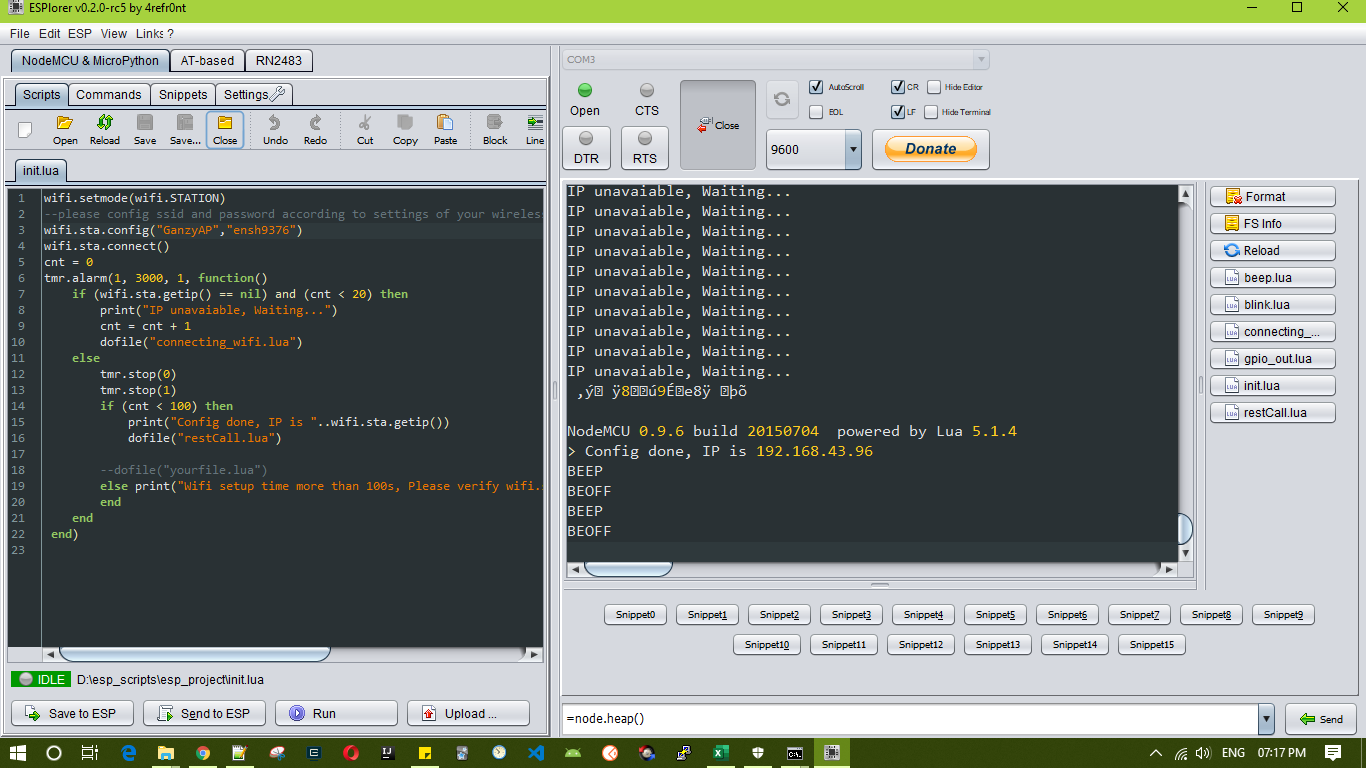 ESPlorer v0.2.0-rc5 by 4refr0nt
File Edit ESP View Links ?
NodeMCU & MicroPython AT-based RN2483
Scripts Commands Snippets Settings
Open Reload Save Save... Close Undo Redo Cut Copy Paste Block Line
init.lua
1 wifi.setmode(wifi.STATION)
2 --please config ssid and password according to settings of your wireless
3 wifi.sta.config("GanzyAP","ensh9376")
4 wifi.sta.connect()
5 cnt = 0
6 tmr.alarm(1, 3000, 1, function()
7 if (wifi.sta.getip() == nil) and (cnt < 20) then
8 print("IP unavaiable, Waiting...")
9 cnt = cnt + 1
10 dofile("connecting_wifi.lua")
11 else
12 tmr.stop(0)
13 tmr.stop(1)
14 if (cnt < 100) then
15 print("Config done, IP is "..wifi.sta.getip())
16 dofile("restCall.lua")
17
18 --dofile("yourfile.lua")
19 else print("Wifi setup time more than 100s, Please verify wifi.
20 end
21 end
22 end)
23
IDLE D:\esp_scripts\esp_project\init.lua
Save to ESP Send to ESP Run Upload ...
COM3
Open CTS Close AutoScroll CR Hide Editor
EOL LF Hide Terminal
DTR RTS 9600 Donate
IP unavaiable, Waiting...
IP unavaiable, Waiting...
IP unavaiable, Waiting...
IP unavaiable, Waiting...
IP unavaiable, Waiting...
IP unavaiable, Waiting...
IP unavaiable, Waiting...
IP unavaiable, Waiting...
IP unavaiable, Waiting...
IP unavaiable, Waiting...
NodeMCU 0.9.6 build 20150704 powered by Lua 5.1.4
> Config done, IP is 192.168.43.96
BEEP
BEOFF
BEEP
BEOFF
Format
FS Info
Reload
beep.lua
blink.lua
connecting_...
gpio_out.lua
init.lua
restCall.lua
Snippet0 Snippet1 Snippet2 Snippet3 Snippet4 Snippet5 Snippet6 Snippet7 Snippet8 Snippet9
Snippet10 Snippet11 Snippet12 Snippet13 Snippet14 Snippet15
=node.heap() Send
ENG 07:17 PM